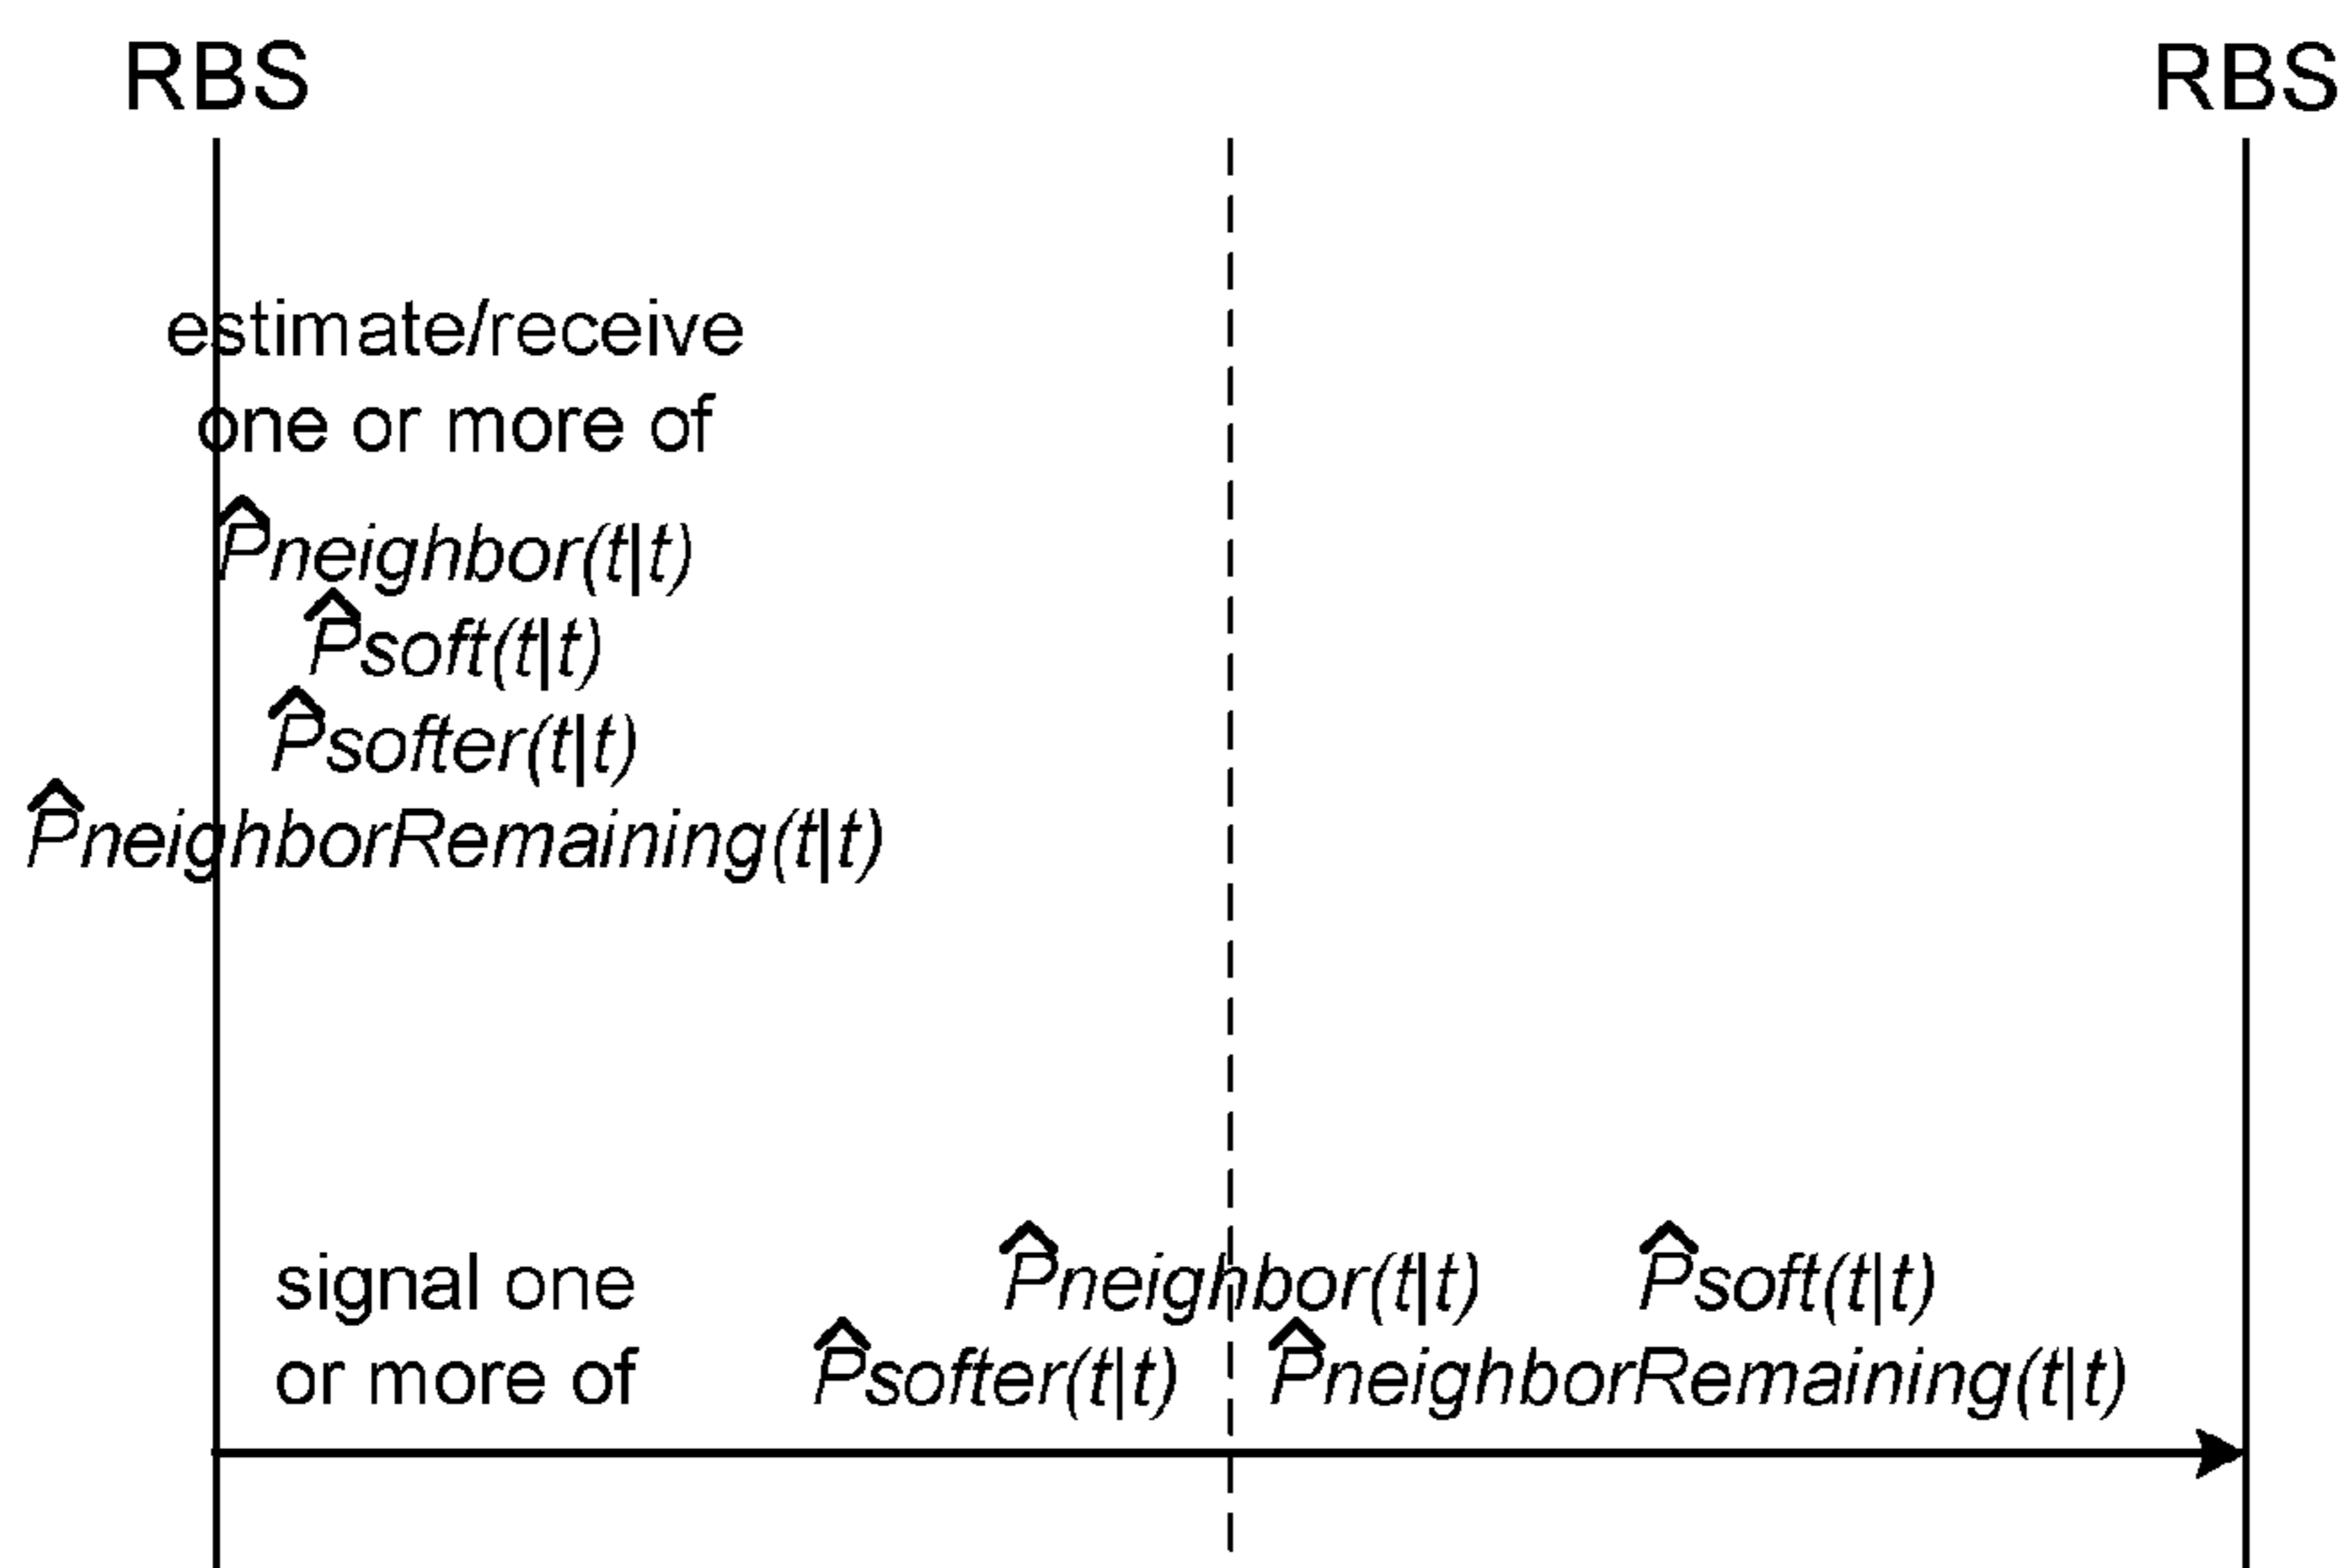 RBS RBS
estimate/receive
one or more of
P̂neighbor(t|t)
P̂soft(t|t)
P̂softer(t|t)
P̂neighborRemaining(t|t)
signal one P̂neighbor(t|t) P̂soft(t|t)
or more of P̂softer(t|t) P̂neighborRemaining(t|t)